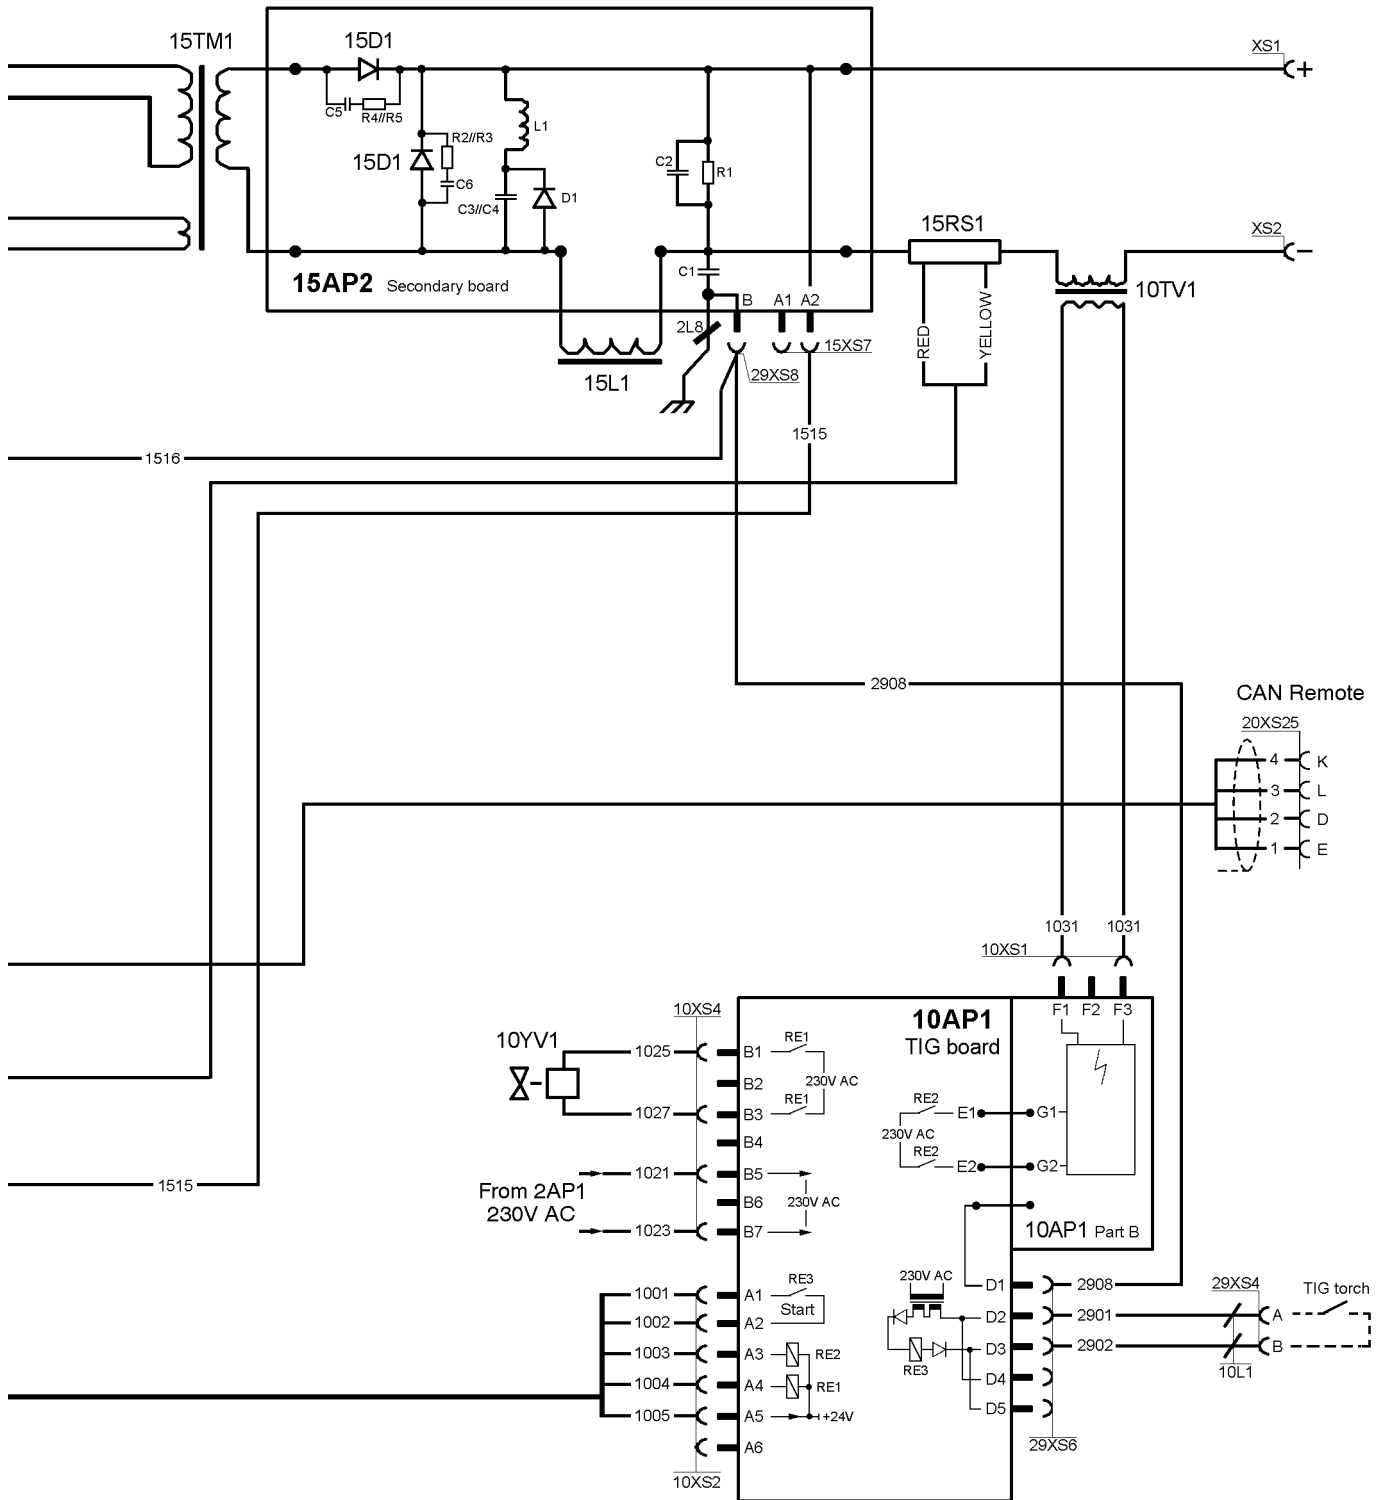 15TM1
15D1
XS1
+
C5
R4//R5
L1
R2//R3
15D1
C6
C3//C4
D1
C2
R1
15RS1
XS2
−
15AP2 Secondary board
C1
B A1 A2
10TV1
RED
YELLOW
2L8
15XS7
29XS8
15L1
1515
1516
2908
CAN Remote
20XS25
4 K
3 L
2 D
1 E
1031 1031
10XS1
10XS4
F1 F2 F3
10AP1
TIG board
10YV1
1025 B1 RE1
B2 230V AC
1027 B3 RE1
B4
RE2 E1 G1
230V AC
RE2 E2 G2
1021 B5
From 2AP1
230V AC
B6 230V AC
1023 B7
1515
10AP1 Part B
1001 A1 RE3
Start
1002 A2
1003 A3 RE2
1004 A4 RE1
1005 A5 +24V
A6
10XS2
230V AC
RE3
D1 2908
D2 2901
D3 2902
D4
D5
29XS6
29XS4
A
B
10L1
TIG torch